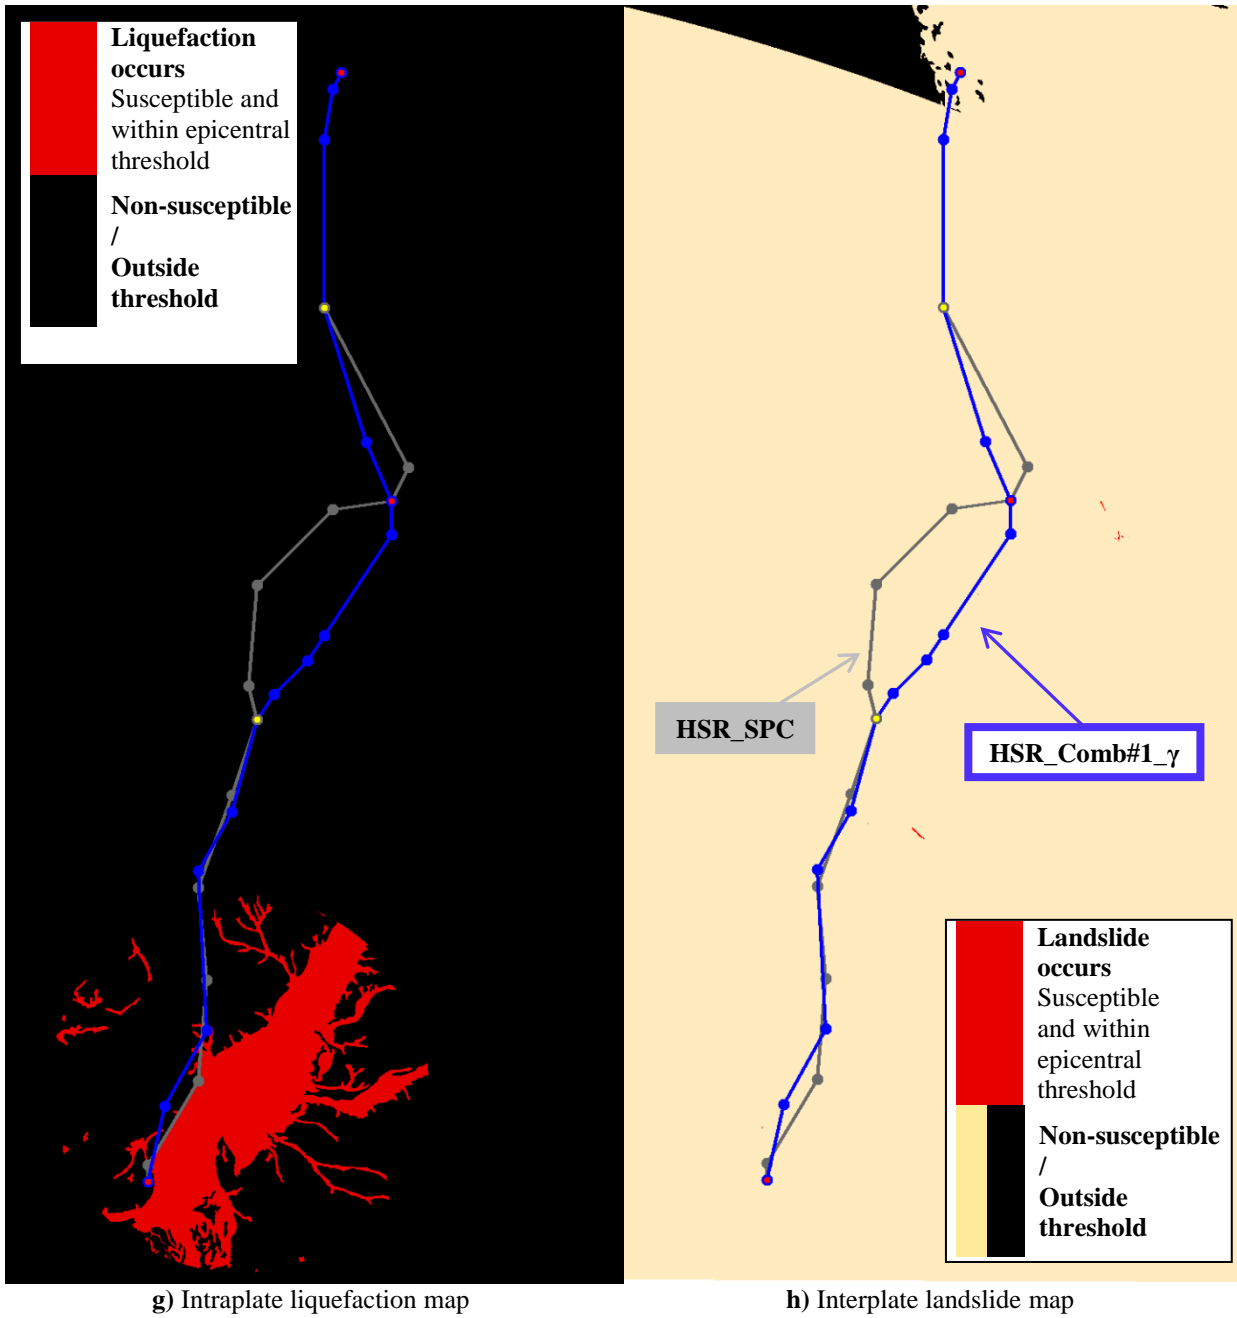 Liquefaction
occurs
Susceptible and
within epicentral
threshold
Non-susceptible
/
Outside
threshold
HSR_SPC
HSR_Comb#1_γ
Landslide
occurs
Susceptible
and within
epicentral
threshold
Non-susceptible
/
Outside
threshold
g) Intraplate liquefaction map
h) Interplate landslide map